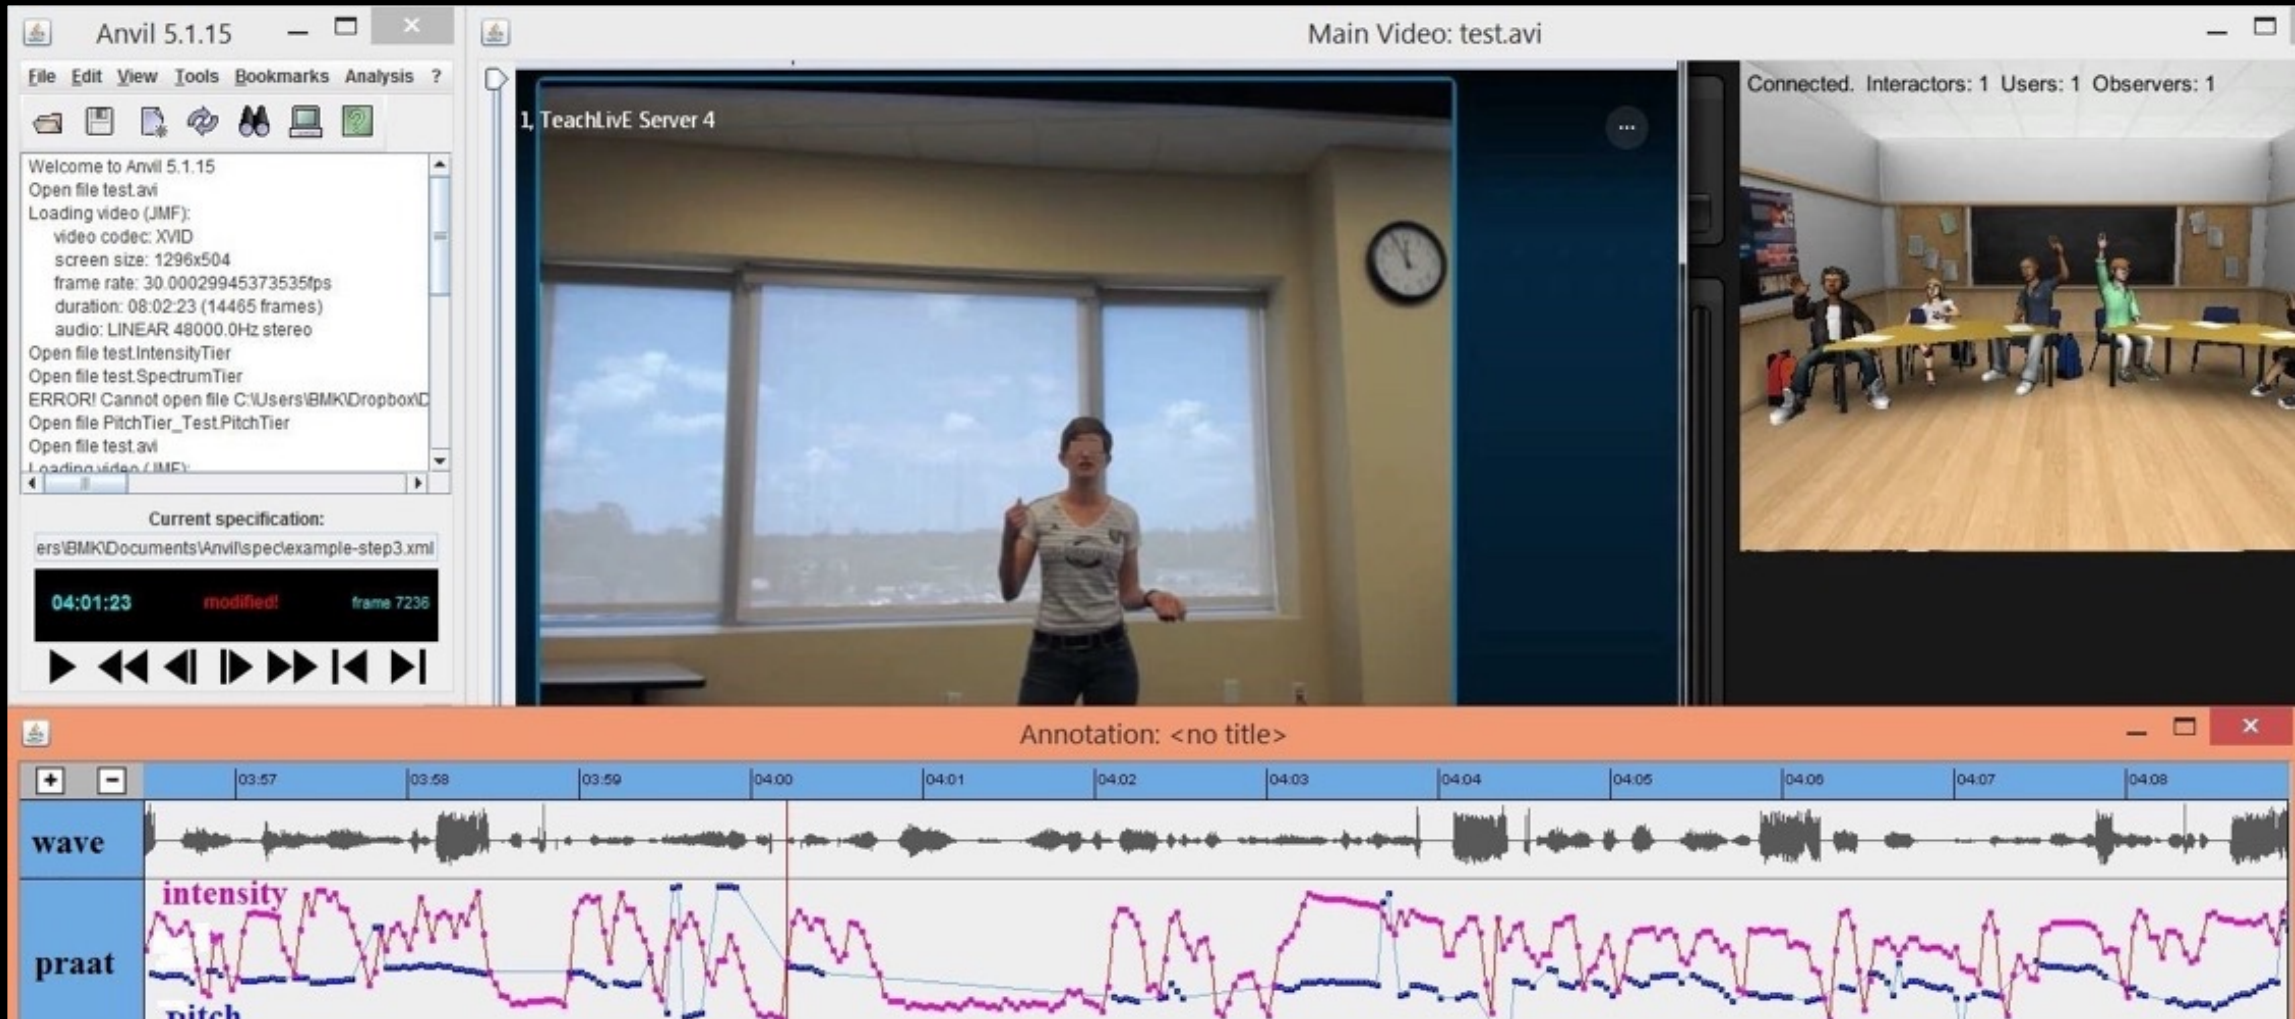 Anvil 5.1.15
File Edit View Tools Bookmarks Analysis ?
Welcome to Anvil 5.1.15
Open file test.avi
Loading video (JMF):
video codec: XVID
screen size: 1296x504
frame rate: 30.00029945373535fps
duration: 08:02:23 (14465 frames)
audio: LINEAR 48000.0Hz stereo
Open file test.IntensityTier
Open file test.SpectrumTier
ERROR! Cannot open file C:\Users\BMK\Dropbox\D
Open file PitchTier_Test.PitchTier
Open file test.avi
Loading video (JMF):
Current specification:
ers\BMK\Documents\Anvil\spec\example-step3.xml
04:01:23 modified! frame 7236
Main Video: test.avi
1, TeachLivE Server 4
Connected. Interactors: 1 Users: 1 Observers: 1
Annotation: <no title>
03:57 03:58 03:59 04:00 04:01 04:02 04:03 04:04 04:05 04:06 04:07 04:08
wave
intensity
praat
pitch